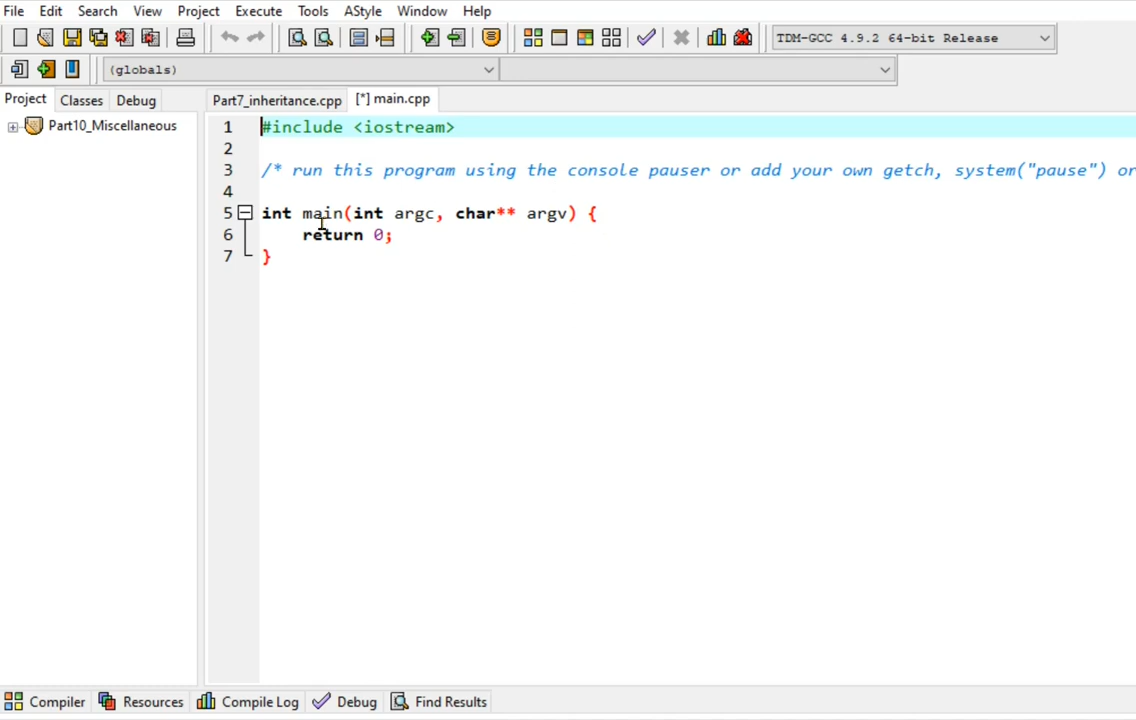 File Edit Search View Project Execute Tools AStyle Window Help
TDM-GCC 4.9.2 64-bit Release
(globals)
Project Classes Debug Part7_inheritance.cpp [*] main.cpp
Part10_Miscellaneous
1 #include <iostream>
2
3 /* run this program using the console pauser or add your own getch, system("pause") or
4
5 int main(int argc, char** argv) {
6 return 0;
7 }
Compiler Resources Compile Log Debug Find Results